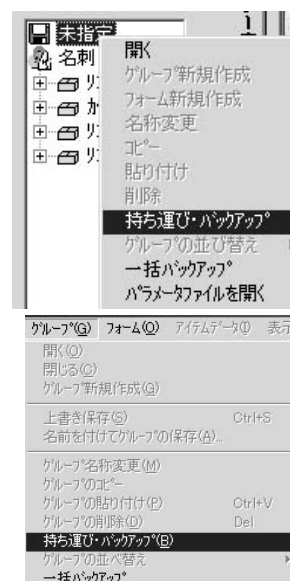 未指定
名刺
ﾘﾝ
ｶ
ﾘﾝ
ﾘ
開く
ｸﾞﾙｰﾌﾟ新規作成
ﾌｫｰﾑ新規作成
名称変更
ｺﾋﾟｰ
貼り付け
削除
持ち運び・ﾊﾞｯｸｱｯﾌﾟ
ｸﾞﾙｰﾌﾟの並び替え
一括ﾊﾞｯｸｱｯﾌﾟ
ﾊﾟﾗﾒｰﾀﾌｧｲﾙを開く
ｸﾞﾙｰﾌﾟ(G) ﾌｫｰﾑ(O) ｱｲﾃﾑﾃﾞｰﾀ(I) 表示
開く(O)
閉じる(C)
ｸﾞﾙｰﾌﾟ新規作成(G)
上書き保存(S) Ctrl+S
名前を付けてｸﾞﾙｰﾌﾟの保存(A)...
ｸﾞﾙｰﾌﾟ名称変更(M)
ｸﾞﾙｰﾌﾟのｺﾋﾟｰ
ｸﾞﾙｰﾌﾟの貼り付け(P) Ctrl+V
ｸﾞﾙｰﾌﾟの削除(D) Del
持ち運び・ﾊﾞｯｸｱｯﾌﾟ(B)
ｸﾞﾙｰﾌﾟの並べ替え
一括ﾊﾞｯｸｱｯﾌﾟ